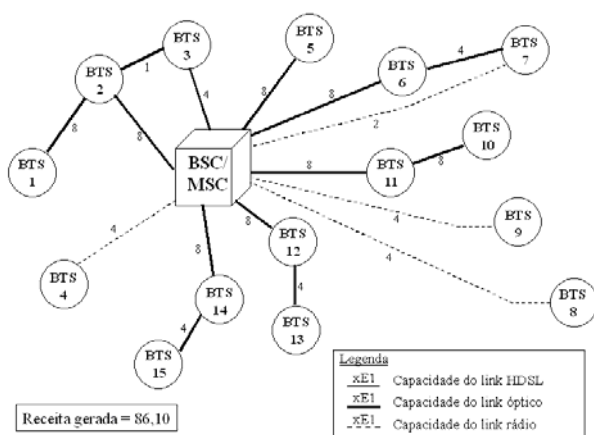 BTS
3
BTS
5
BTS
7
BTS
2
BTS
6
1
4
4
8
8
2
8
8
BTS
10
BTS
1
BSC/
MSC
8
BTS
11
8
4
BTS
9
4
8
BTS
12
BTS
4
4
8
BTS
14
4
BTS
13
BTS
8
4
BTS
15
Receita gerada = 86,10
Legenda
xE1 Capacidade do link HDSL
xE1 Capacidade do link óptico
xE1 Capacidade do link rádio